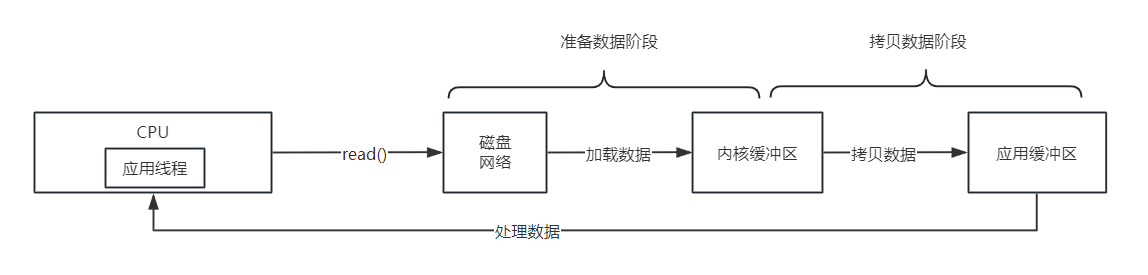 准备数据阶段
拷贝数据阶段
CPU
应用线程
read()
磁盘
网络
加载数据
内核缓冲区
拷贝数据
应用缓冲区
处理数据